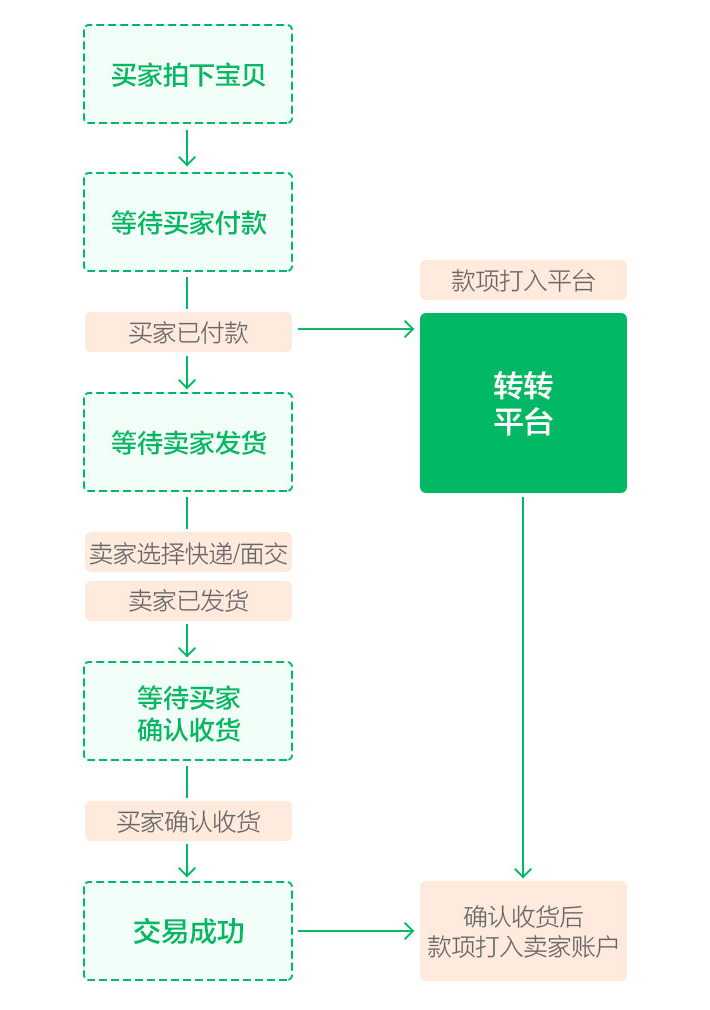 买家拍下宝贝
等待买家付款
买家已付款
款项打入平台
转转
平台
等待卖家发货
卖家选择快递/面交
卖家已发货
等待买家
确认收货
买家确认收货
交易成功
确认收货后
款项打入卖家账户